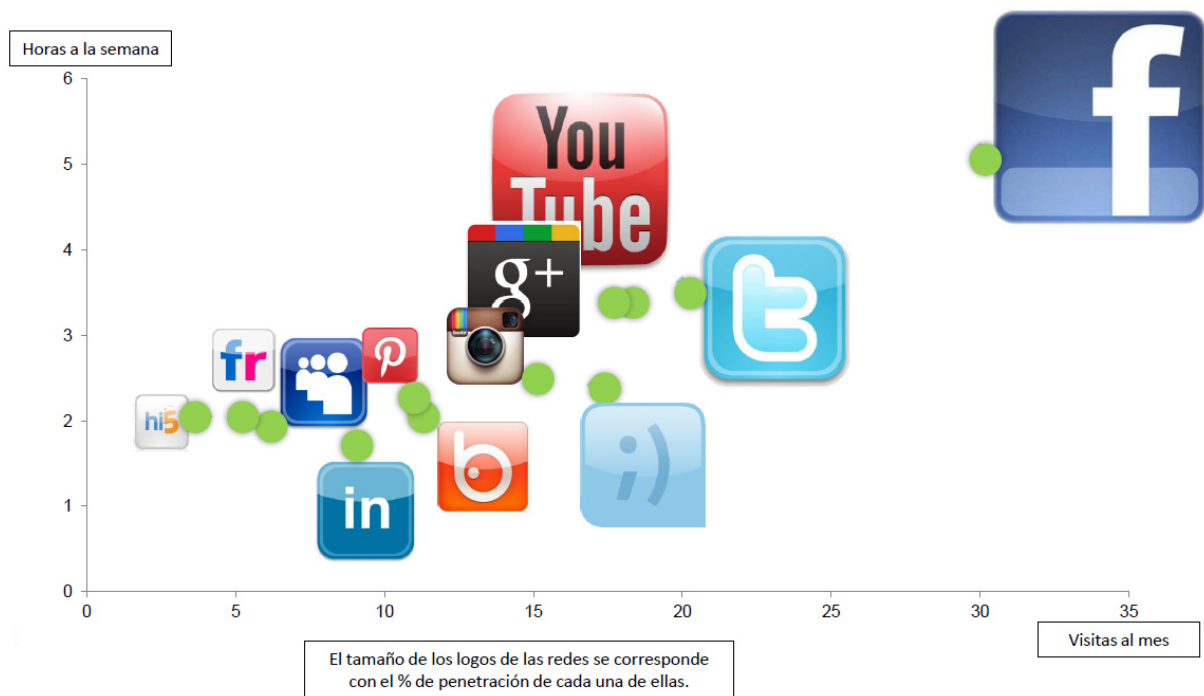 Horas a la semana
6
5
4
3
2
1
0
You
Tube
g+
f
t
fr
hi5
in
b
;)
0
5
10
15
20
25
30
35
Visitas al mes
El tamaño de los logos de las redes se corresponde
con el % de penetración de cada una de ellas.